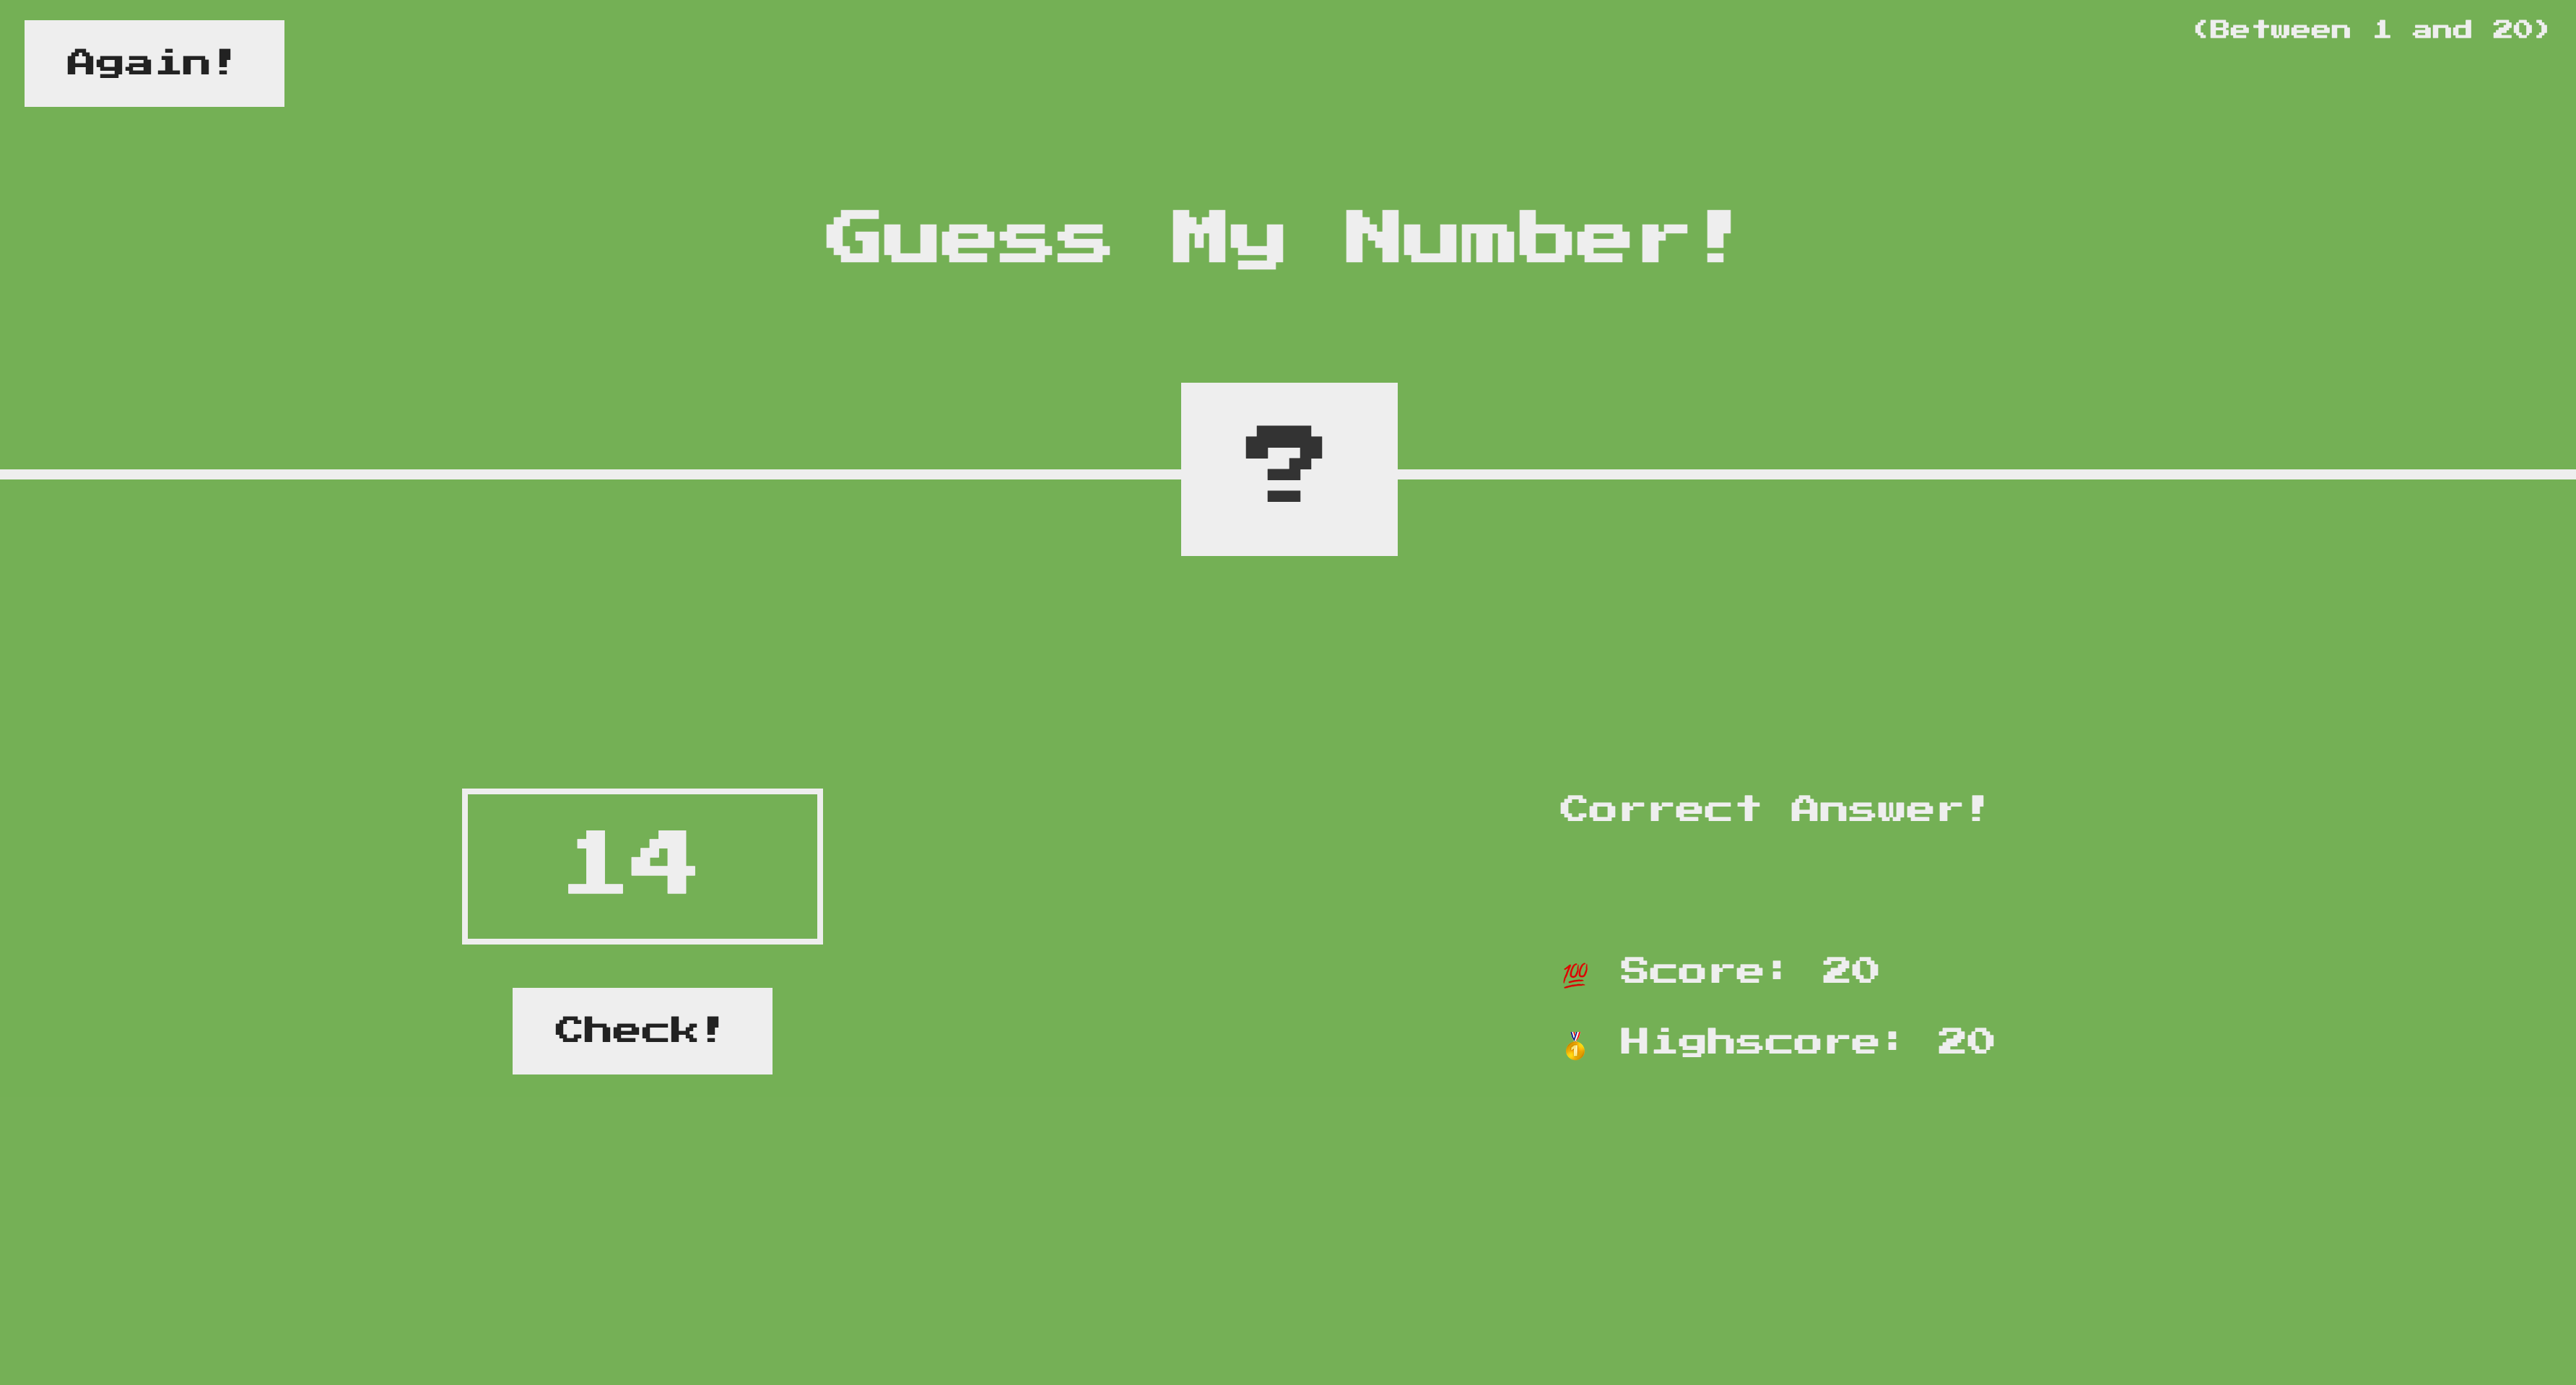 Again!
(Between 1 and 20)
Guess My Number!
?
14
Check!
Correct Answer!
💯 Score: 20
🥇 Highscore: 20